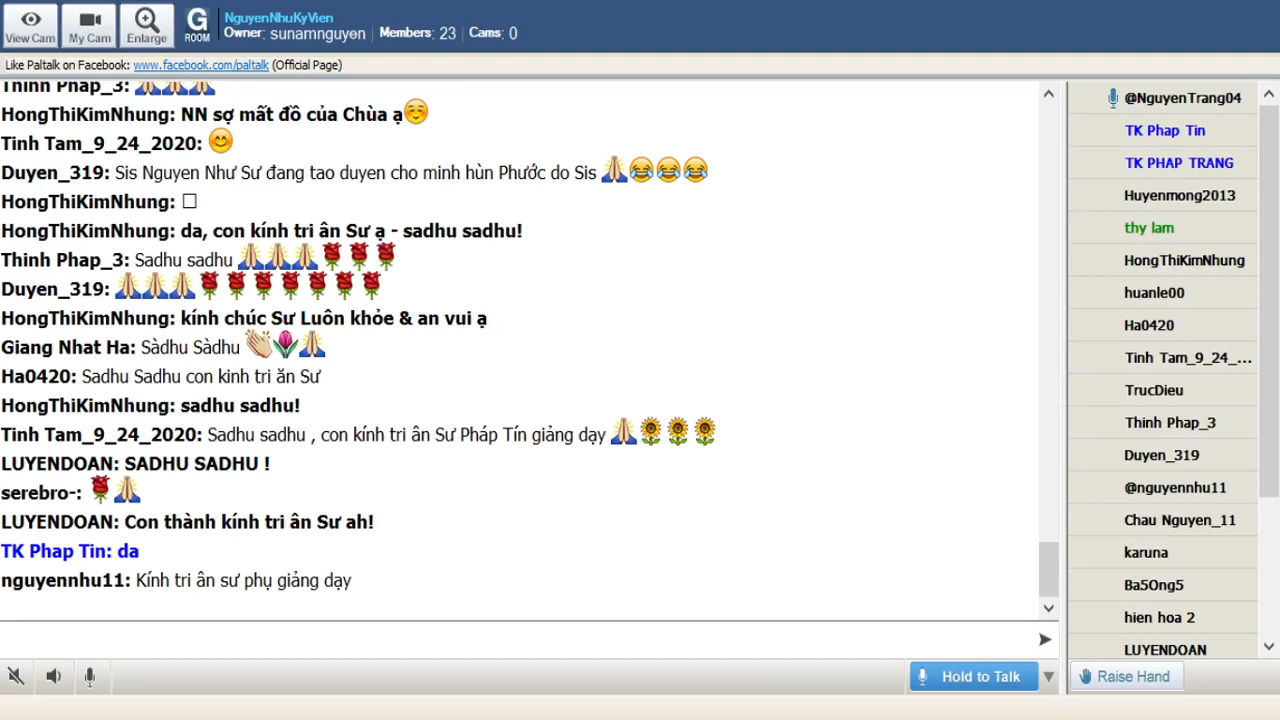 View Cam
My Cam
Enlarge
G
ROOM
NguyenNhuKyVien
Owner: sunamnguyen | Members: 23 | Cams: 0
Like Paltalk on Facebook: www.facebook.com/paltalk (Official Page)
Thinh Phap_3: 🙏🙏🙏
HongThiKimNhung: NN sợ mất đồ của Chùa ạ☺️
Tinh Tam_9_24_2020: 😊
Duyen_319: Sis Nguyen Như Sư đang tao duyen cho minh hùn Phước do Sis 🙏😂😂😂
HongThiKimNhung: □
HongThiKimNhung: da, con kính tri ân Sư ạ - sadhu sadhu!
Thinh Phap_3: Sadhu sadhu 🙏🙏🙏🌹🌹🌹
Duyen_319: 🙏🙏🙏🌹🌹🌹🌹🌹🌹🌹
HongThiKimNhung: kính chúc Sư Luôn khỏe & an vui ạ
Giang Nhat Ha: Sàdhu Sàdhu 👏🌷🙏
Ha0420: Sadhu Sadhu con kinh tri ăn Sư
HongThiKimNhung: sadhu sadhu!
Tinh Tam_9_24_2020: Sadhu sadhu , con kính tri ân Sư Pháp Tín giảng dạy 🙏🌻🌻🌻
LUYENDOAN: SADHU SADHU !
serebro-: 🌹🙏
LUYENDOAN: Con thành kính tri ân Sư ah!
TK Phap Tin: da
nguyennhu11: Kính tri ân sư phụ giảng dạy
Hold to Talk
@NguyenTrang04
TK Phap Tin
TK PHAP TRANG
Huyenmong2013
thy lam
HongThiKimNhung
huanle00
Ha0420
Tinh Tam_9_24_...
TrucDieu
Thinh Phap_3
Duyen_319
@nguyennhu11
Chau Nguyen_11
karuna
Ba5Ong5
hien hoa 2
LUYENDOAN
Raise Hand